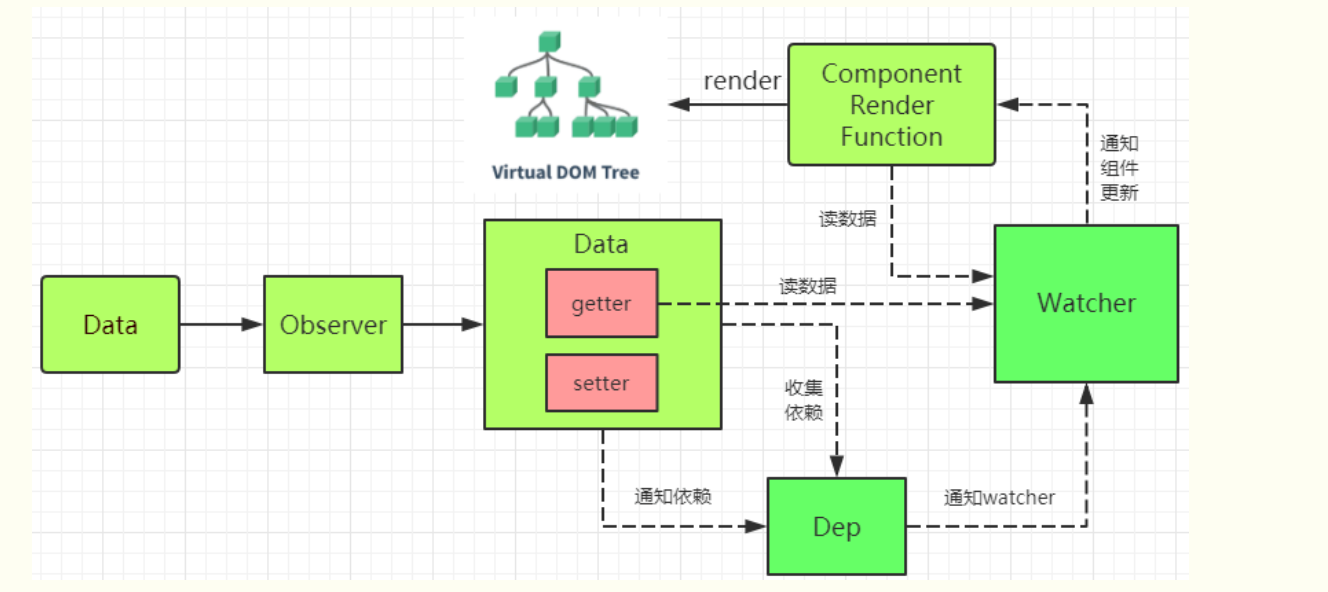 render
Component
Render
Function
通知
组件
更新
Virtual DOM Tree
读数据
Data
getter
setter
读数据
Data
Observer
Watcher
收集
依赖
通知依赖
通知watcher
Dep